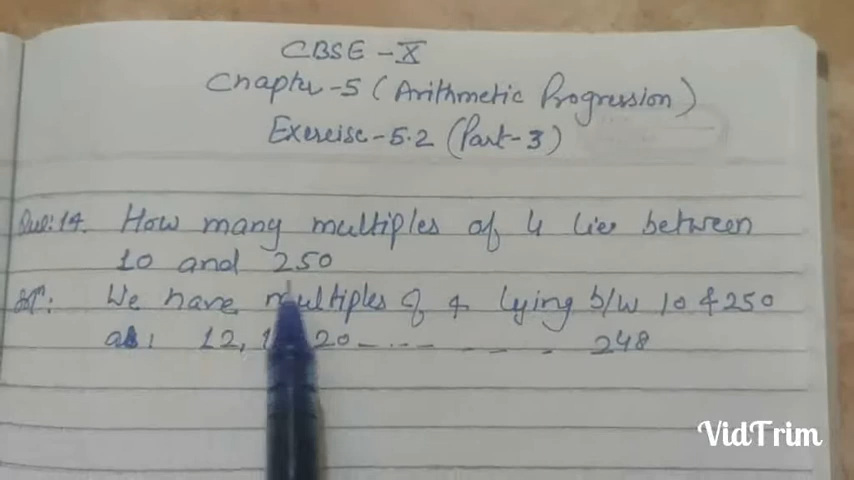 CBSE - X
Chapter - 5 (Arithmetic Progression)
Exercise - 5.2 (Part - 3)
Que: 14. How many multiples of 4 lie between
10 and 250
Solⁿ: We have multiples of 4 lying b/w 10 & 250
as: 12, 20 - - - - - - - 248
VidTrim